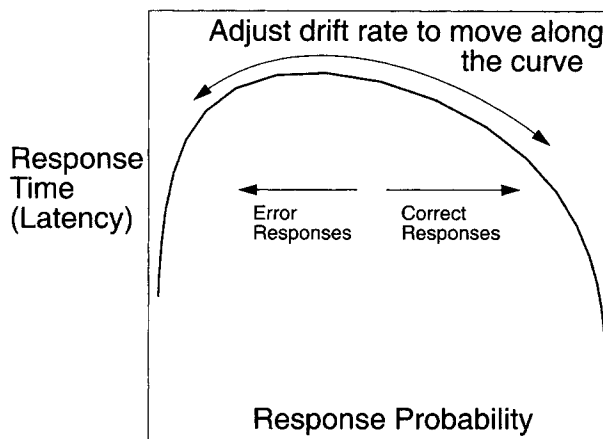 Adjust drift rate to move along
the curve
Response
Time
(Latency)
Error
Responses
Correct
Responses
Response Probability